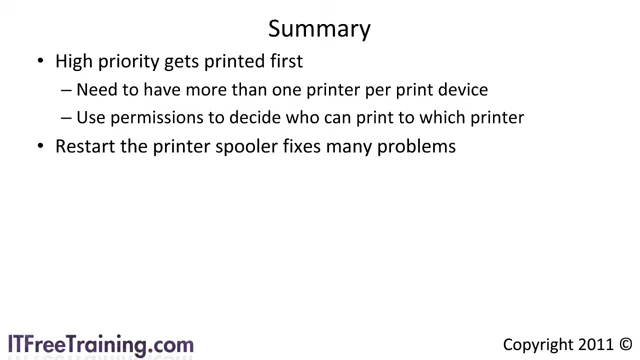 Summary
• High priority gets printed first
– Need to have more than one printer per print device
– Use permissions to decide who can print to which printer
• Restart the printer spooler fixes many problems
ITFreeTraining.com
Copyright 2011 ©